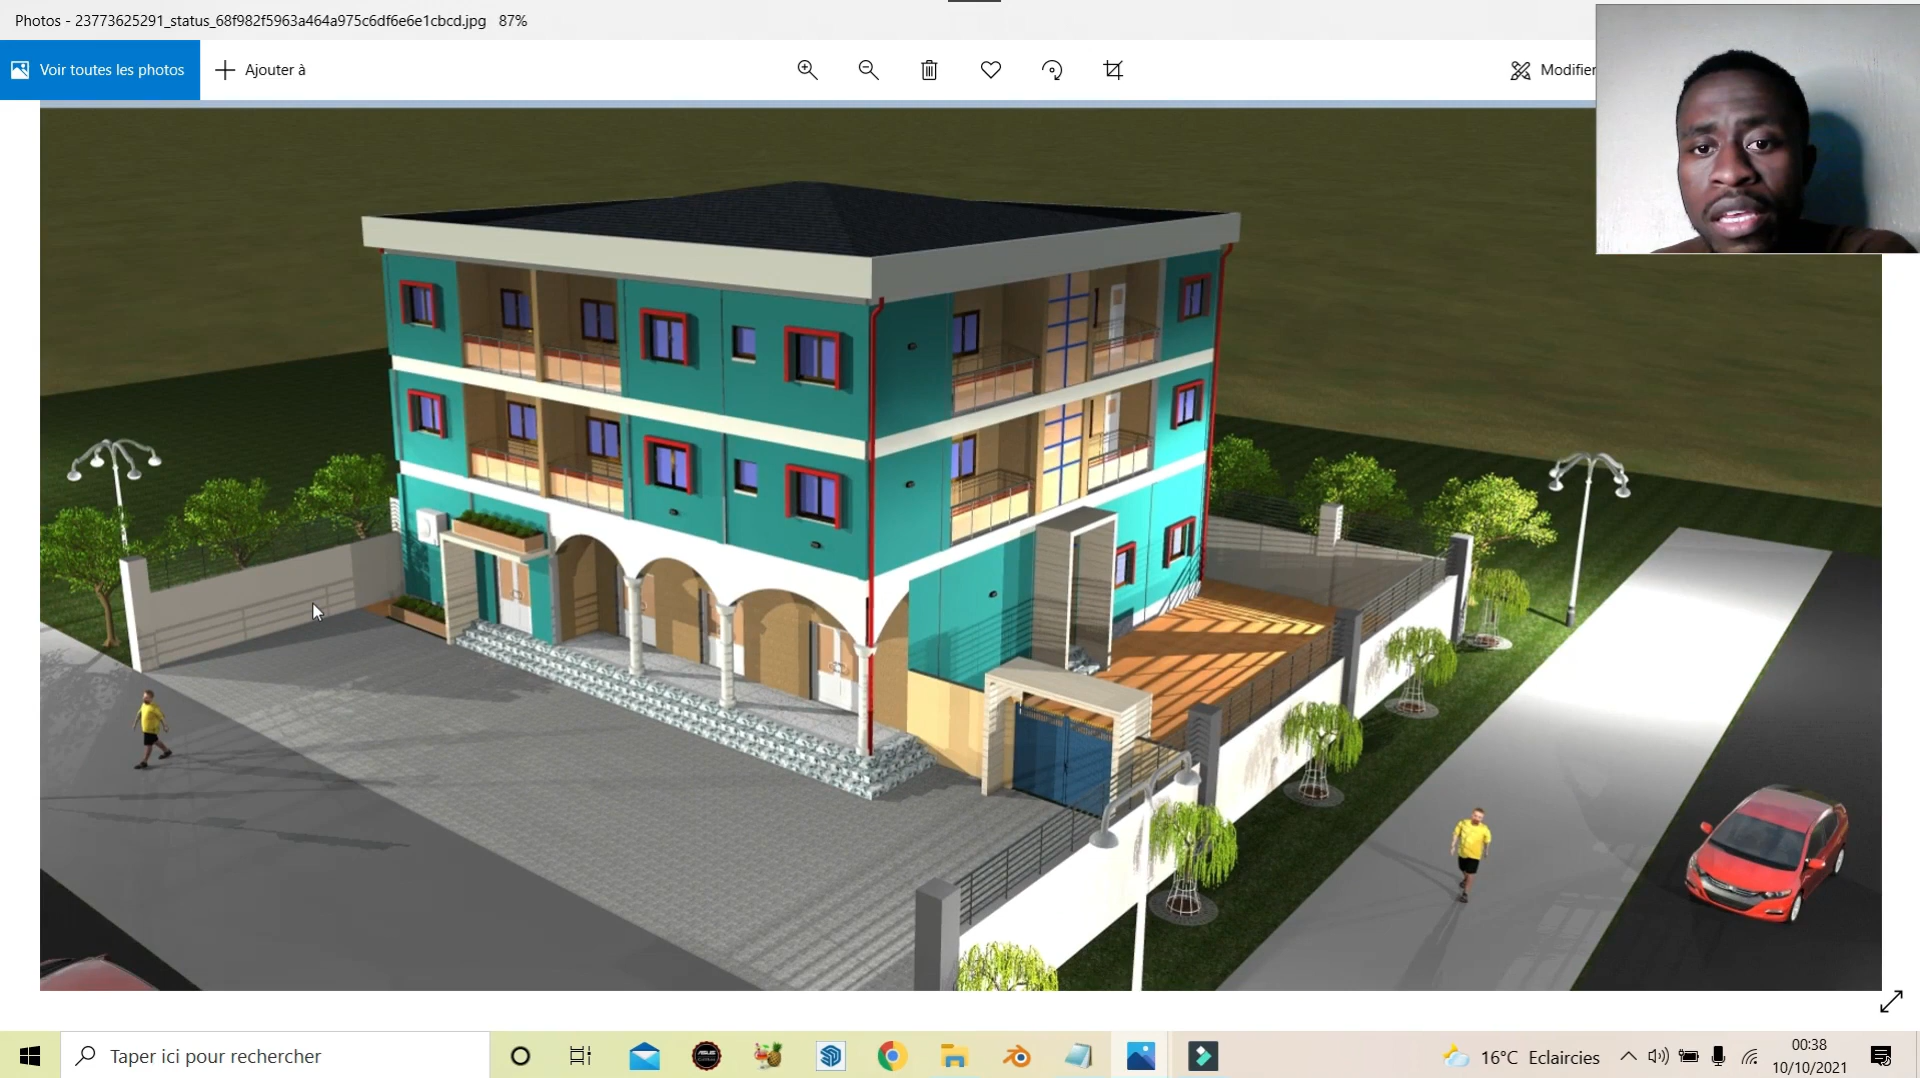 Photos - 23773625291_status_68f982f5963a464a975c6df6e6e1cbcd.jpg 87%
Voir toutes les photos
Ajouter à
Modifier
Taper ici pour rechercher
16°C Eclaircies
00:38
10/10/2021